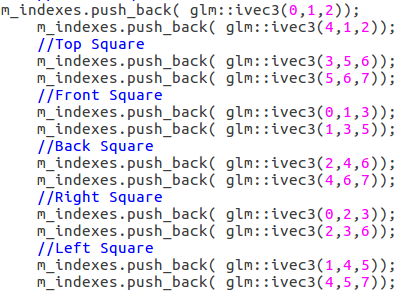 m_indexes.push_back( glm::ivec3(0,1,2));
m_indexes.push_back( glm::ivec3(4,1,2));
//Top Square
m_indexes.push_back( glm::ivec3(3,5,6));
m_indexes.push_back( glm::ivec3(5,6,7));
//Front Square
m_indexes.push_back( glm::ivec3(0,1,3));
m_indexes.push_back( glm::ivec3(1,3,5));
//Back Square
m_indexes.push_back( glm::ivec3(2,4,6));
m_indexes.push_back( glm::ivec3(4,6,7));
//Right Square
m_indexes.push_back( glm::ivec3(0,2,3));
m_indexes.push_back( glm::ivec3(2,3,6));
//Left Square
m_indexes.push_back( glm::ivec3(1,4,5));
m_indexes.push_back( glm::ivec3(4,5,7));